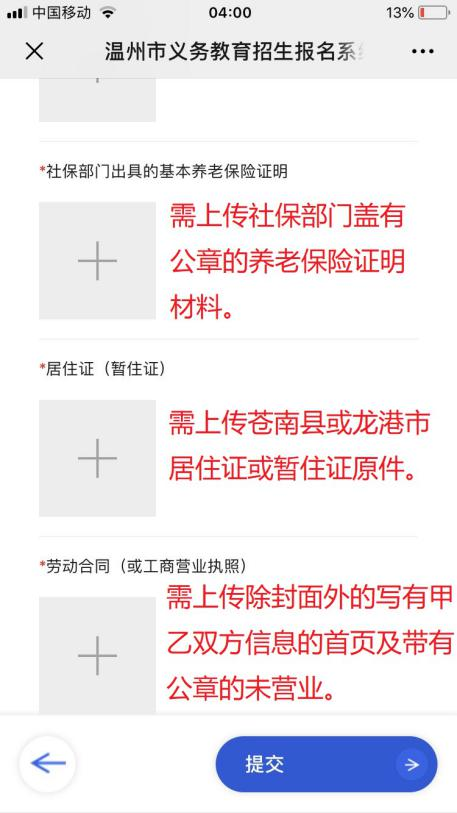 中国移动 04:00 13%
温州市义务教育招生报名系
*社保部门出具的基本养老保险证明
需上传社保部门盖有
公章的养老保险证明
材料。
*居住证（暂住证）
需上传苍南县或龙港市
居住证或暂住证原件。
*劳动合同（或工商营业执照）
需上传除封面外的写有甲
乙双方信息的首页及带有
公章的未营业。
提交